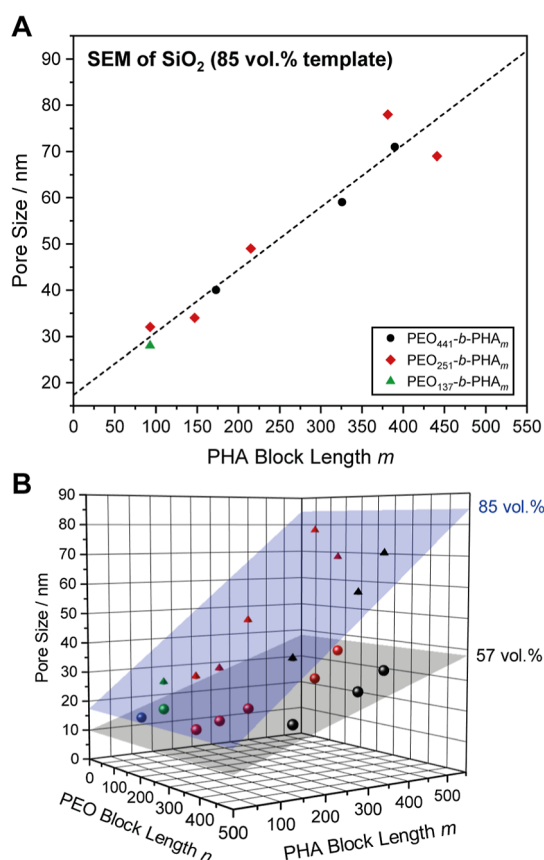 A
SEM of SiO₂ (85 vol.% template)
90
80
70
60
50
40
30
20
Pore Size / nm
0 50 100 150 200 250 300 350 400 450 500 550
PHA Block Length m
PEO₄₄₁-b-PHAₘ
PEO₂₅₁-b-PHAₘ
PEO₁₃₇-b-PHAₘ
B
90
80
70
60
50
40
30
20
10
0
Pore Size / nm
85 vol.%
57 vol.%
0 100 200 300 400 500
PEO Block Length n
100 200 300 400 500
PHA Block Length m